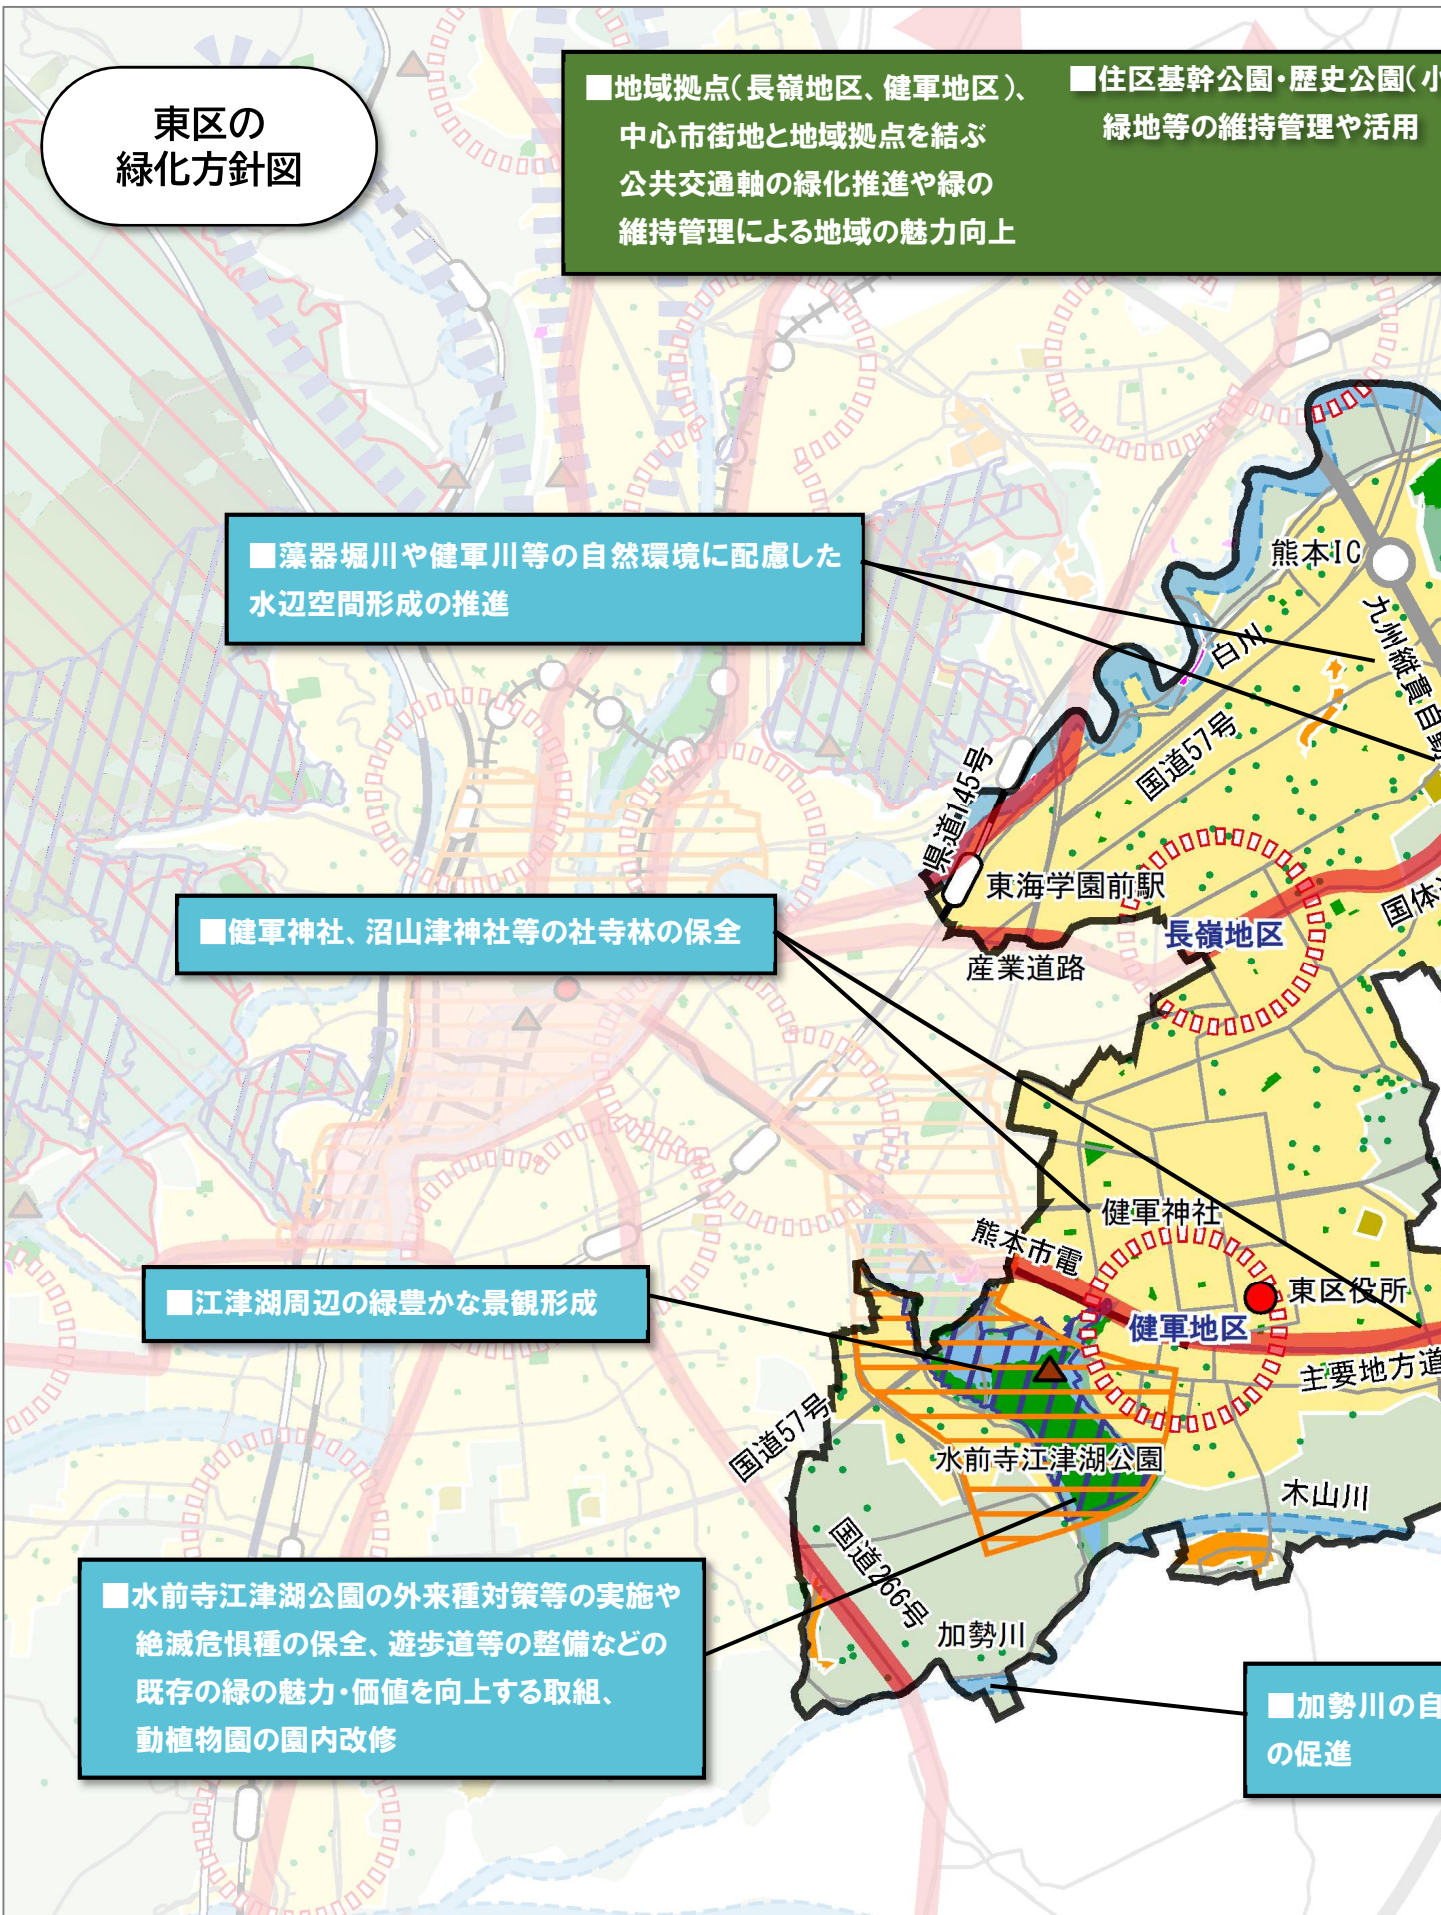 東区の
緑化方針図
■地域拠点(長嶺地区、健軍地区)、
中心市街地と地域拠点を結ぶ
公共交通軸の緑化推進や緑の
維持管理による地域の魅力向上
■住区基幹公園・歴史公園(小
緑地等の維持管理や活用
■藻器堀川や健軍川等の自然環境に配慮した
水辺空間形成の推進
熊本IC
九州縦貫自動
白川
国道57号
県道145号
東海学園前駅
国体
長嶺地区
産業道路
■健軍神社、沼山津神社等の社寺林の保全
健軍神社
熊本市電
東区役所
健軍地区
主要地方道
■江津湖周辺の緑豊かな景観形成
国道57号
水前寺江津湖公園
木山川
国道266号
加勢川
■水前寺江津湖公園の外来種対策等の実施や
絶滅危惧種の保全、遊歩道等の整備などの
既存の緑の魅力・価値を向上する取組、
動植物園の園内改修
■加勢川の自
の促進